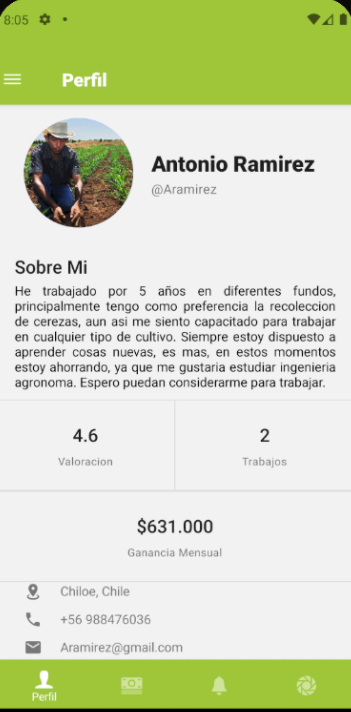 8:05
Perfil
Antonio Ramirez
@Aramirez
Sobre Mi
He trabajado por 5 años en diferentes fundos,
principalmente tengo como preferencia la recoleccion
de cerezas, aun asi me siento capacitado para trabajar
en cualquier tipo de cultivo. Siempre estoy dispuesto a
aprender cosas nuevas, es mas, en estos momentos
estoy ahorrando, ya que me gustaria estudiar ingenieria
agronoma. Espero puedan considerarme para trabajar.
4.6
Valoracion
2
Trabajos
$631.000
Ganancia Mensual
Chiloe, Chile
+56 988476036
Aramirez@gmail.com
Perfil